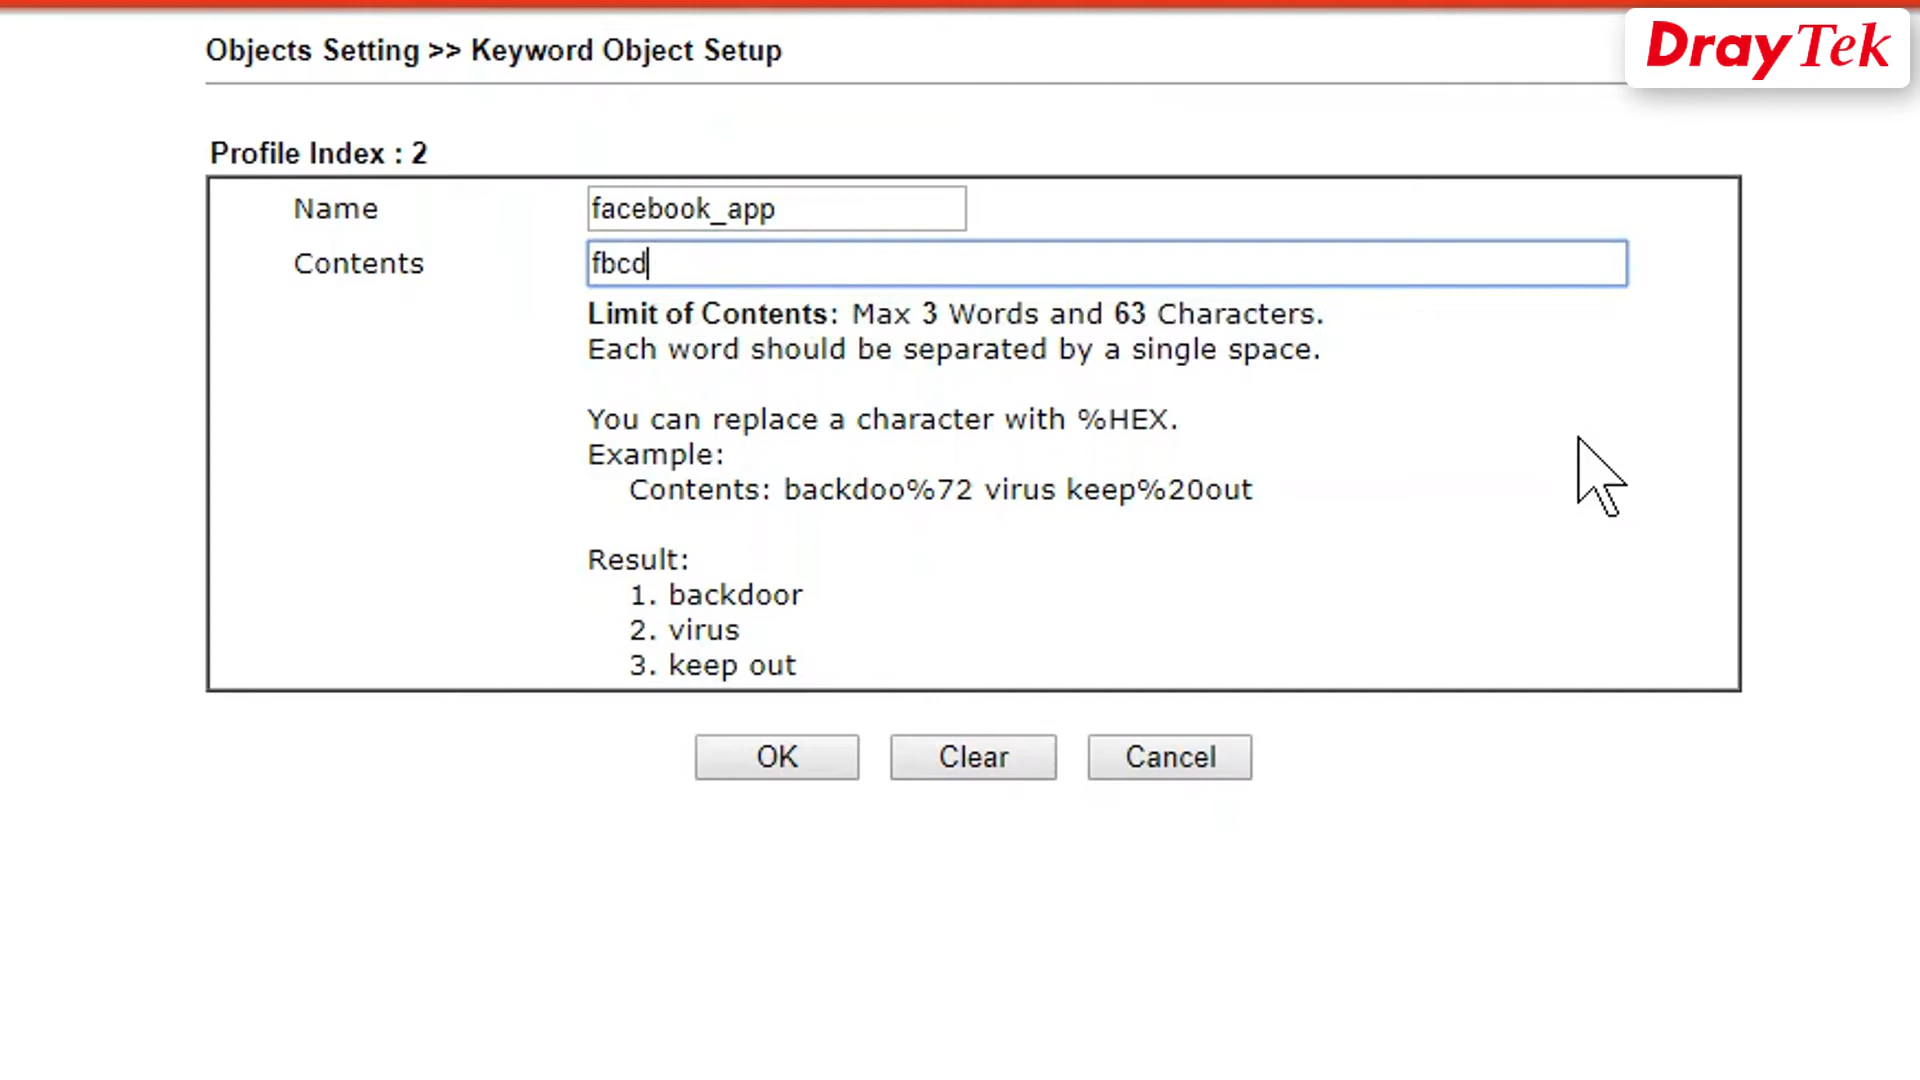 DrayTek
Objects Setting >> Keyword Object Setup
Profile Index : 2
Name facebook_app
Contents fbcd
Limit of Contents: Max 3 Words and 63 Characters.
Each word should be separated by a single space.
You can replace a character with %HEX.
Example:
Contents: backdoo%72 virus keep%20out
Result:
1. backdoor
2. virus
3. keep out
OK Clear Cancel